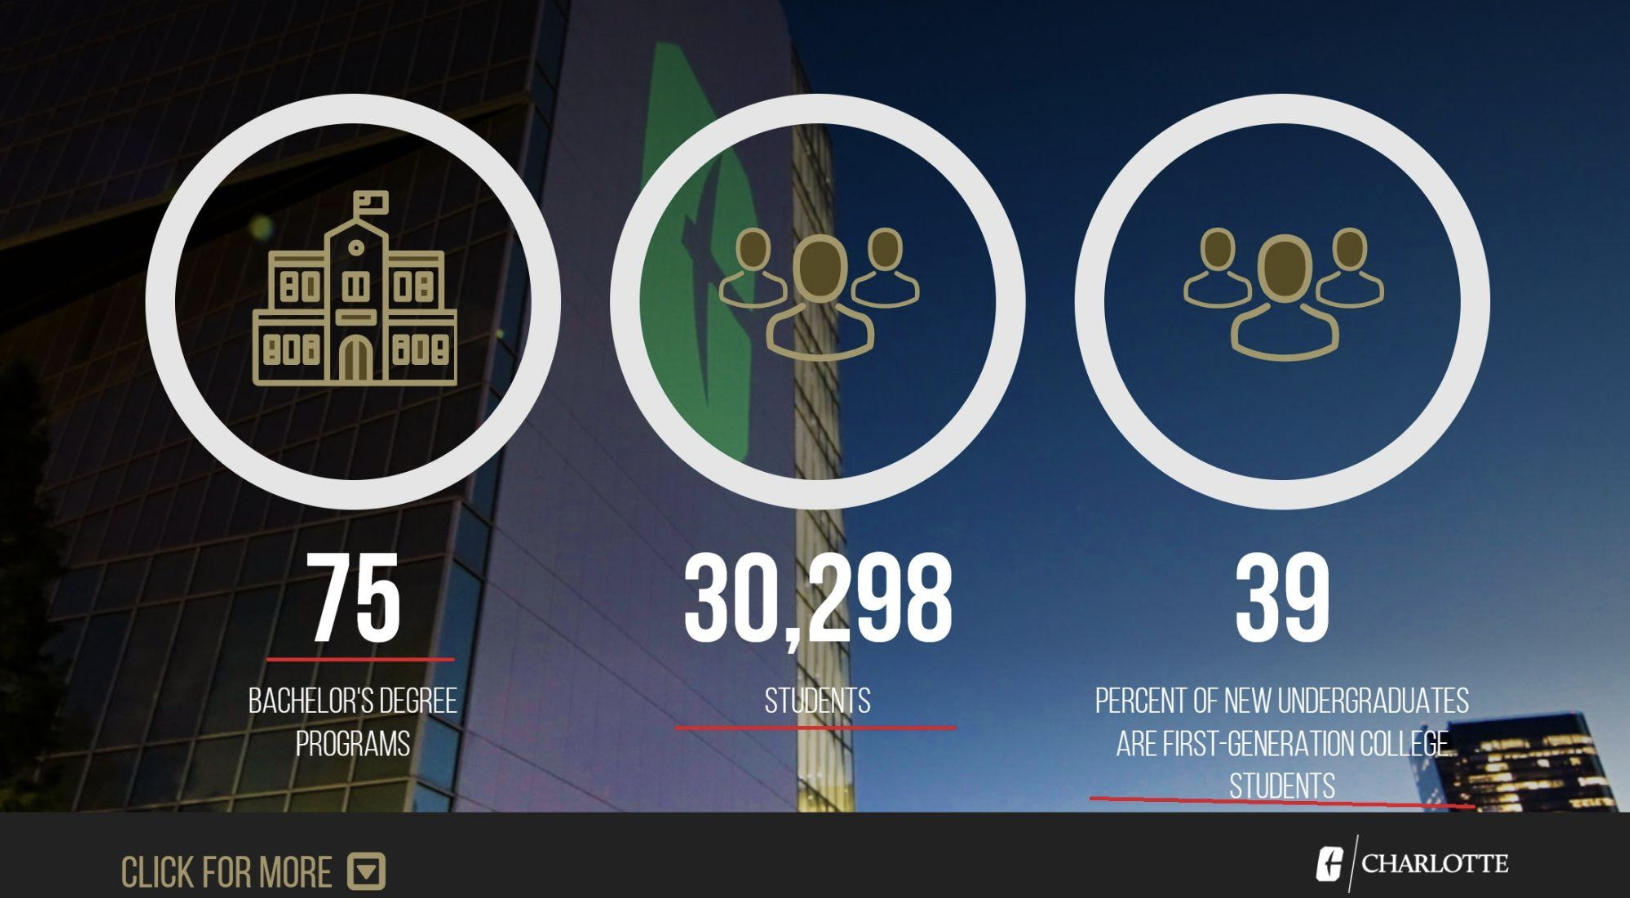 75
BACHELOR'S DEGREE
PROGRAMS
30,298
STUDENTS
39
PERCENT OF NEW UNDERGRADUATES
ARE FIRST-GENERATION COLLEGE
STUDENTS
CLICK FOR MORE
CHARLOTTE